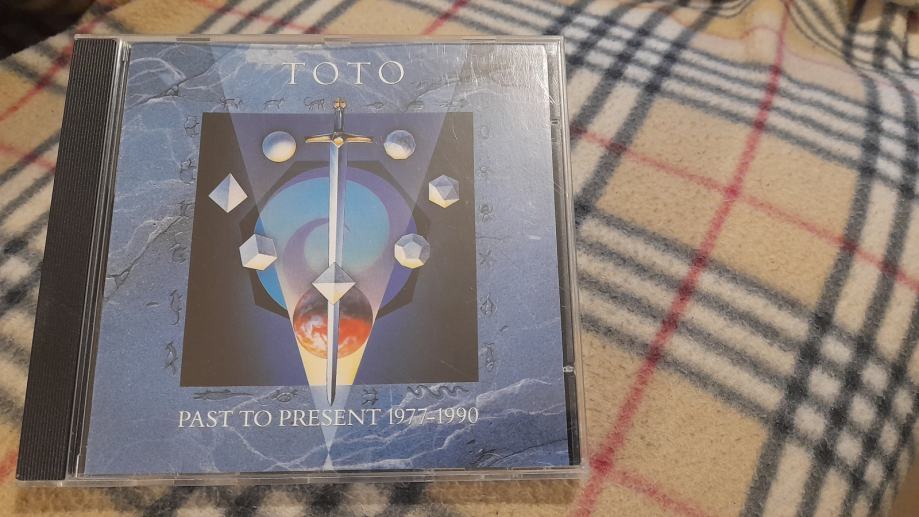 TOTO
PAST TO PRESENT 1977-1990